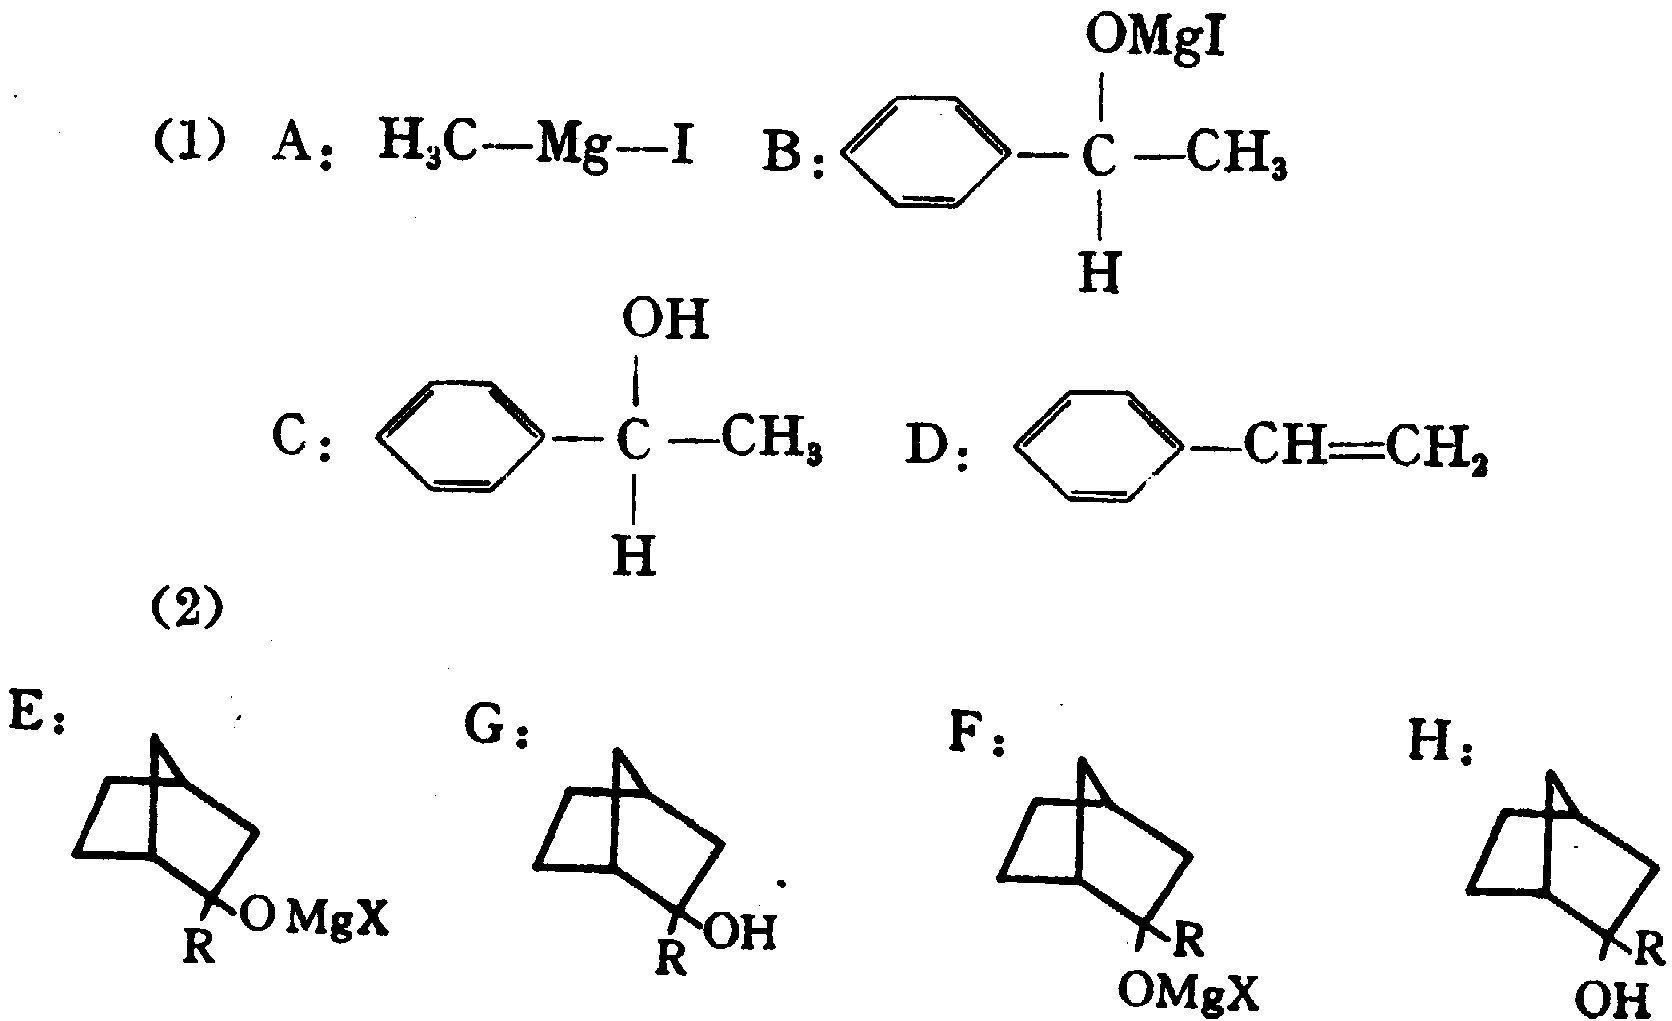 (1) A: H₃C—Mg—I B: OMgI —C—CH₃ H
C: OH —C—CH₃ H D: —CH=CH₂
(2)
E: R OMgX G: R OH F: R OMgX H: R OH